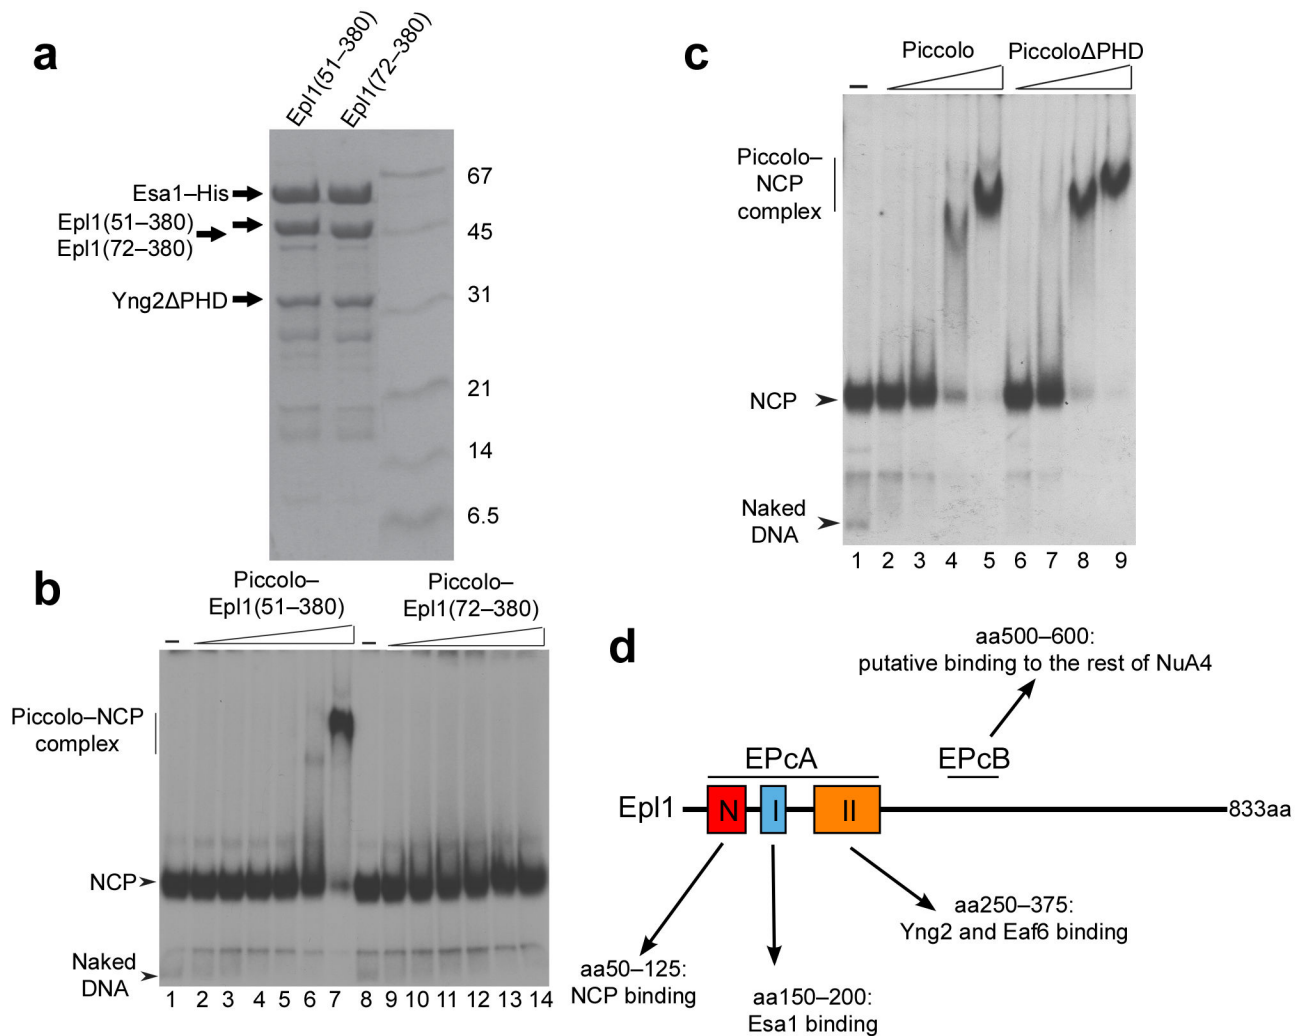 a
Epl1(51–380)
Epl1(72–380)
Esa1–His
Epl1(51–380)
Epl1(72–380)
Yng2ΔPHD
67
45
31
21
14
6.5
b
Piccolo–
Epl1(51–380)
Piccolo–
Epl1(72–380)
–
–
Piccolo–NCP
complex
NCP
Naked
DNA
1 2 3 4 5 6 7 8 9 10 11 12 13 14
c
Piccolo
PiccoloΔPHD
–
Piccolo–
NCP
complex
NCP
Naked
DNA
1 2 3 4 5 6 7 8 9
d
aa500–600:
putative binding to the rest of NuA4
EPcA
EPcB
Epl1
N
I
II
833aa
aa250–375:
Yng2 and Eaf6 binding
aa50–125:
NCP binding
aa150–200:
Esa1 binding